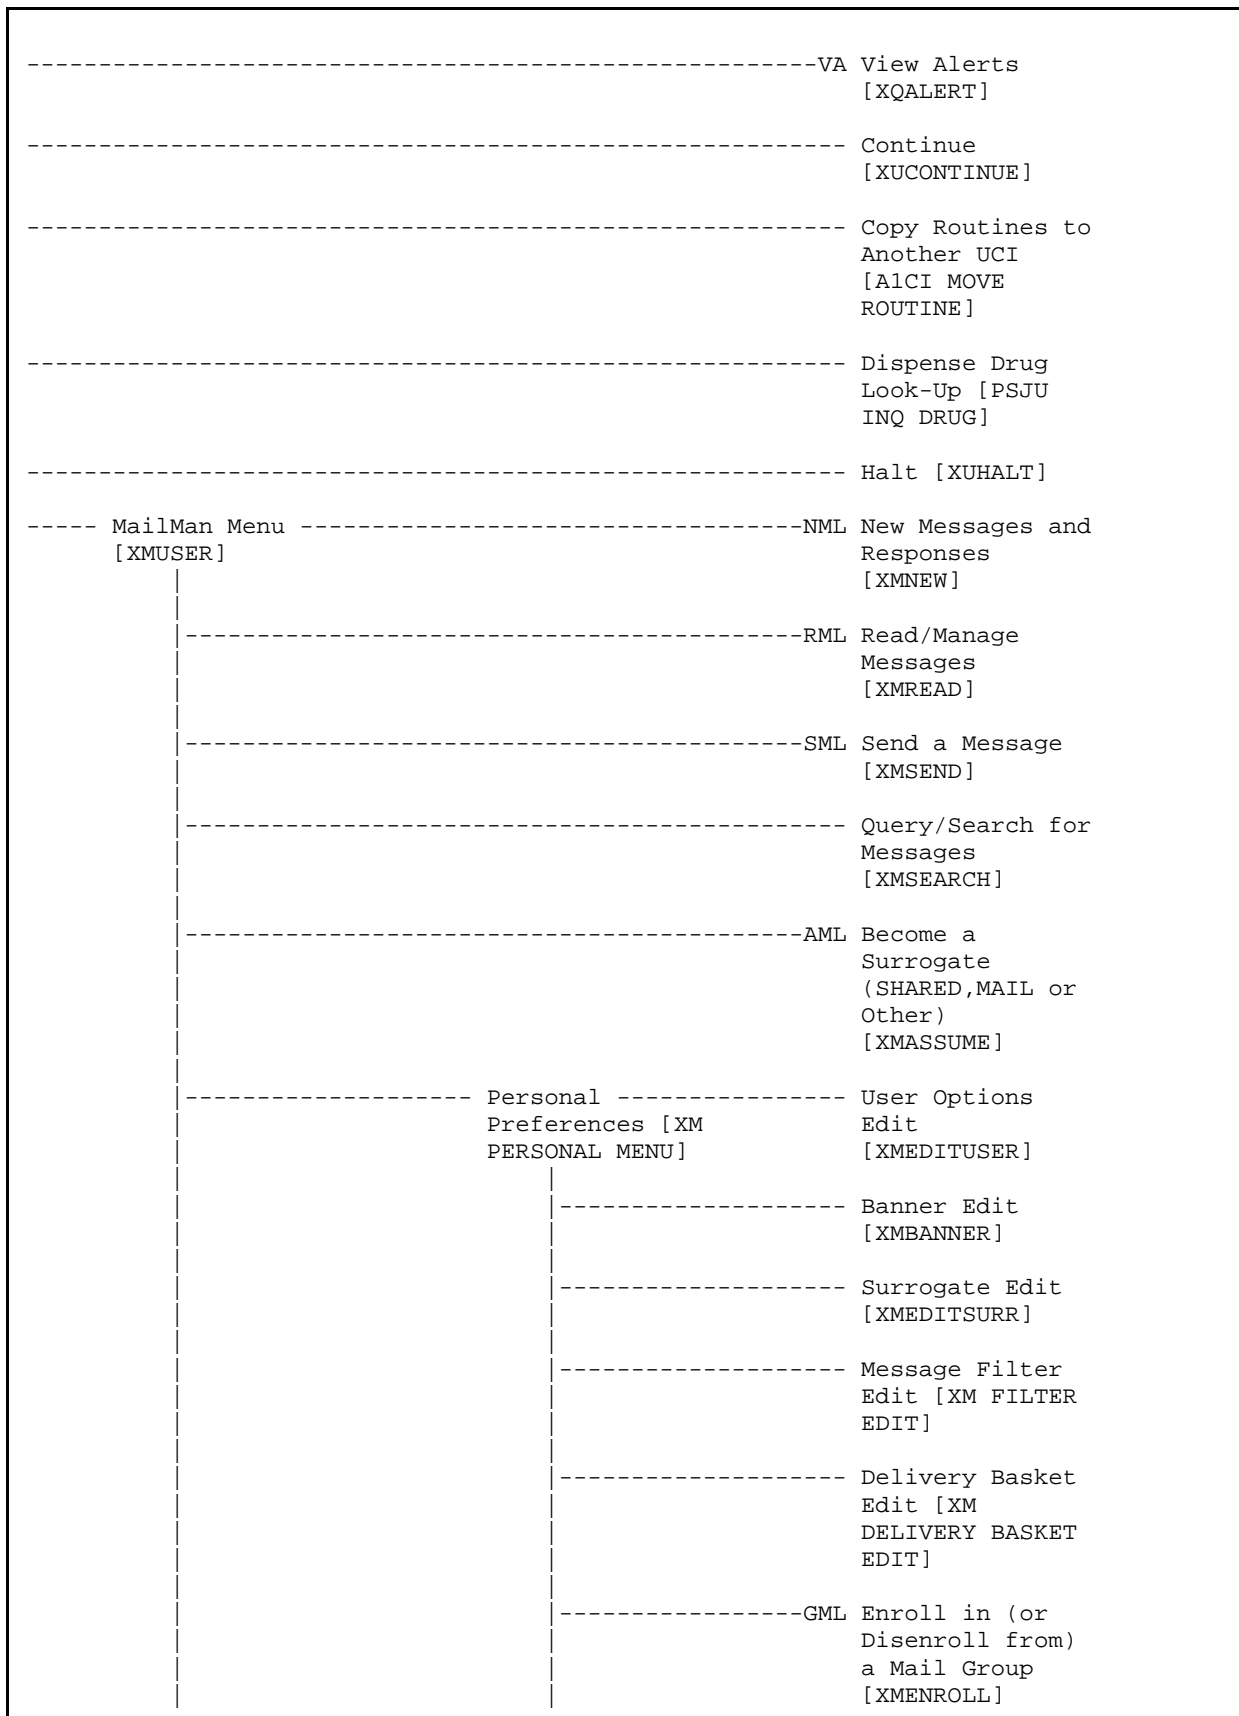 -------------------------------------------------------VA View Alerts
[XQALERT]
--------------------------------------------------------- Continue
[XUCONTINUE]
--------------------------------------------------------- Copy Routines to
Another UCI
[A1CI MOVE
ROUTINE]
--------------------------------------------------------- Dispense Drug
Look-Up [PSJU
INQ DRUG]
--------------------------------------------------------- Halt [XUHALT]
----- MailMan Menu -----------------------------------NML New Messages and
[XMUSER] Responses
[XMNEW]
|-------------------------------------------RML Read/Manage
Messages
[XMREAD]
|-------------------------------------------SML Send a Message
[XMSEND]
|---------------------------------------------- Query/Search for
Messages
[XMSEARCH]
|-------------------------------------------AML Become a
Surrogate
(SHARED,MAIL or
Other)
[XMASSUME]
|-------------------- Personal ---------------- User Options
Preferences [XM Edit
PERSONAL MENU] [XMEDITUSER]
|-------------------- Banner Edit
[XMBANNER]
|-------------------- Surrogate Edit
[XMEDITSURR]
|-------------------- Message Filter
Edit [XM FILTER
EDIT]
|-------------------- Delivery Basket
Edit [XM
DELIVERY BASKET
EDIT]
|-----------------GML Enroll in (or
Disenroll from)
a Mail Group
[XMENROLL]